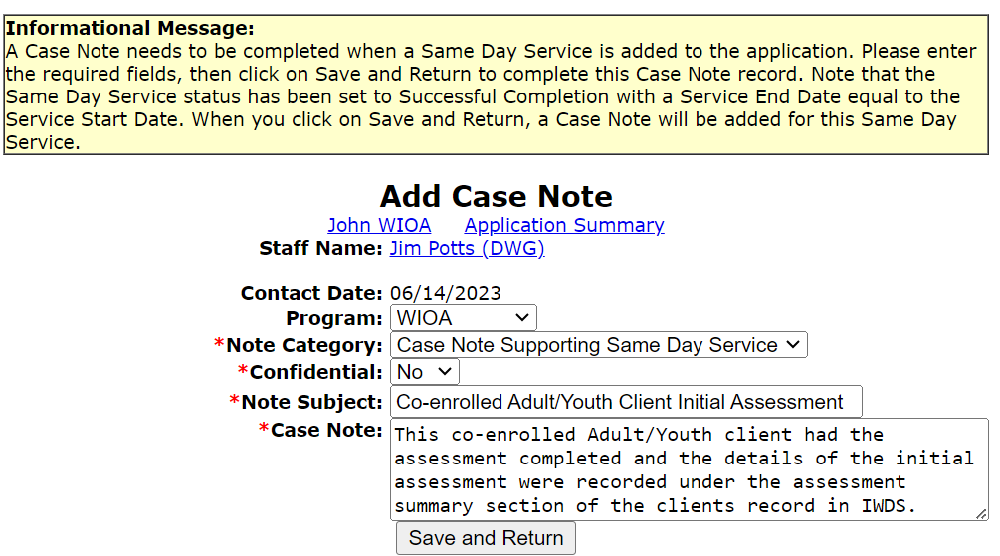 Informational Message:
A Case Note needs to be completed when a Same Day Service is added to the application. Please enter
the required fields, then click on Save and Return to complete this Case Note record. Note that the
Same Day Service status has been set to Successful Completion with a Service End Date equal to the
Service Start Date. When you click on Save and Return, a Case Note will be added for this Same Day
Service.
Add Case Note
John WIOA Application Summary
Staff Name: Jim Potts (DWG)
Contact Date: 06/14/2023
Program: WIOA
*Note Category: Case Note Supporting Same Day Service
*Confidential: No
*Note Subject: Co-enrolled Adult/Youth Client Initial Assessment
*Case Note: This co-enrolled Adult/Youth client had the
assessment completed and the details of the initial
assessment were recorded under the assessment
summary section of the clients record in IWDS.
Save and Return